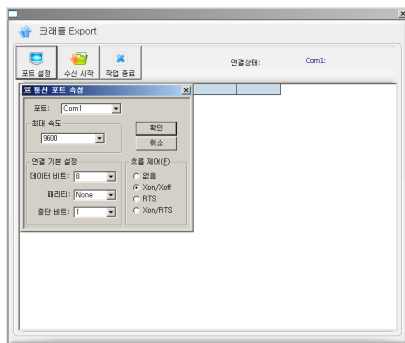 크래를 Export
포트 설정
수신 시작
작업 종료
연결상태:
Com1:
통신 포트 속성
포트: Com1
최대 속도
9600
확인
취소
연결 기본 설정
데이터 비트: 8
패리티: None
중단 비트: 1
흐름 제어(F)
없음
Xon/Xoff
RTS
Xon/RTS